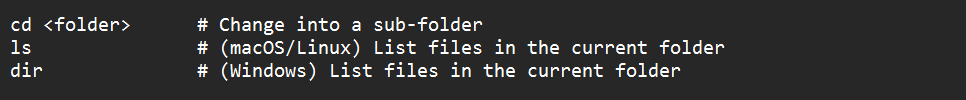 cd <folder>      # Change into a sub-folder
ls               # (macOS/Linux) List files in the current folder
dir              # (Windows) List files in the current folder